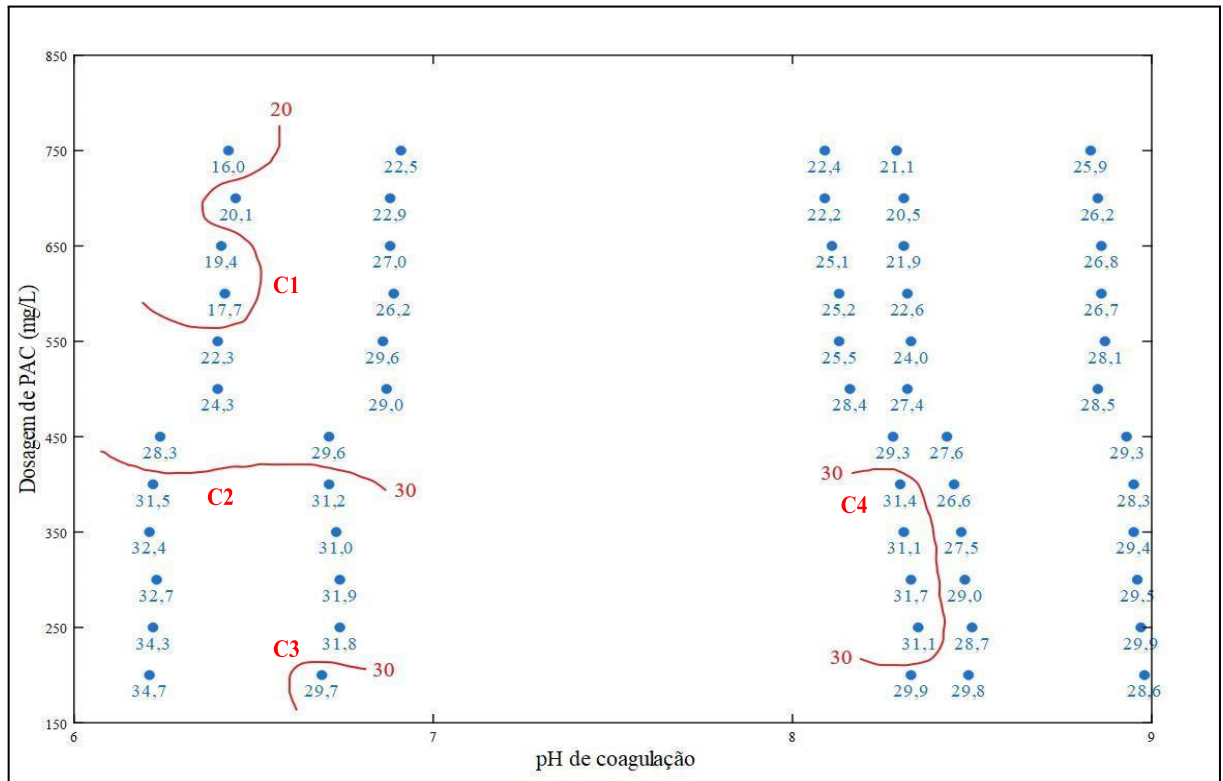 850
20
750
16,0 22,5 22,4 21,1 25,9
20,1 22,9 22,2 20,5 26,2
650
19,4 27,0 25,1 21,9 26,8
C1
17,7 26,2 25,2 22,6 26,7
550
22,3 29,6 25,5 24,0 28,1
24,3 29,0 28,4 27,4 28,5
450
28,3 29,6 29,3 27,6 29,3
30
C2 30 C4
31,5 31,2 31,4 26,6 28,3
350
32,4 31,0 31,1 27,5 29,4
32,7 31,9 31,7 29,0 29,5
250
34,3 31,8 31,1 28,7 29,9
C3
30 30
34,7 29,7 29,9 29,8 28,6
150
6 7 8 9
Dosagem de PAC (mg/L)
pH de coagulação